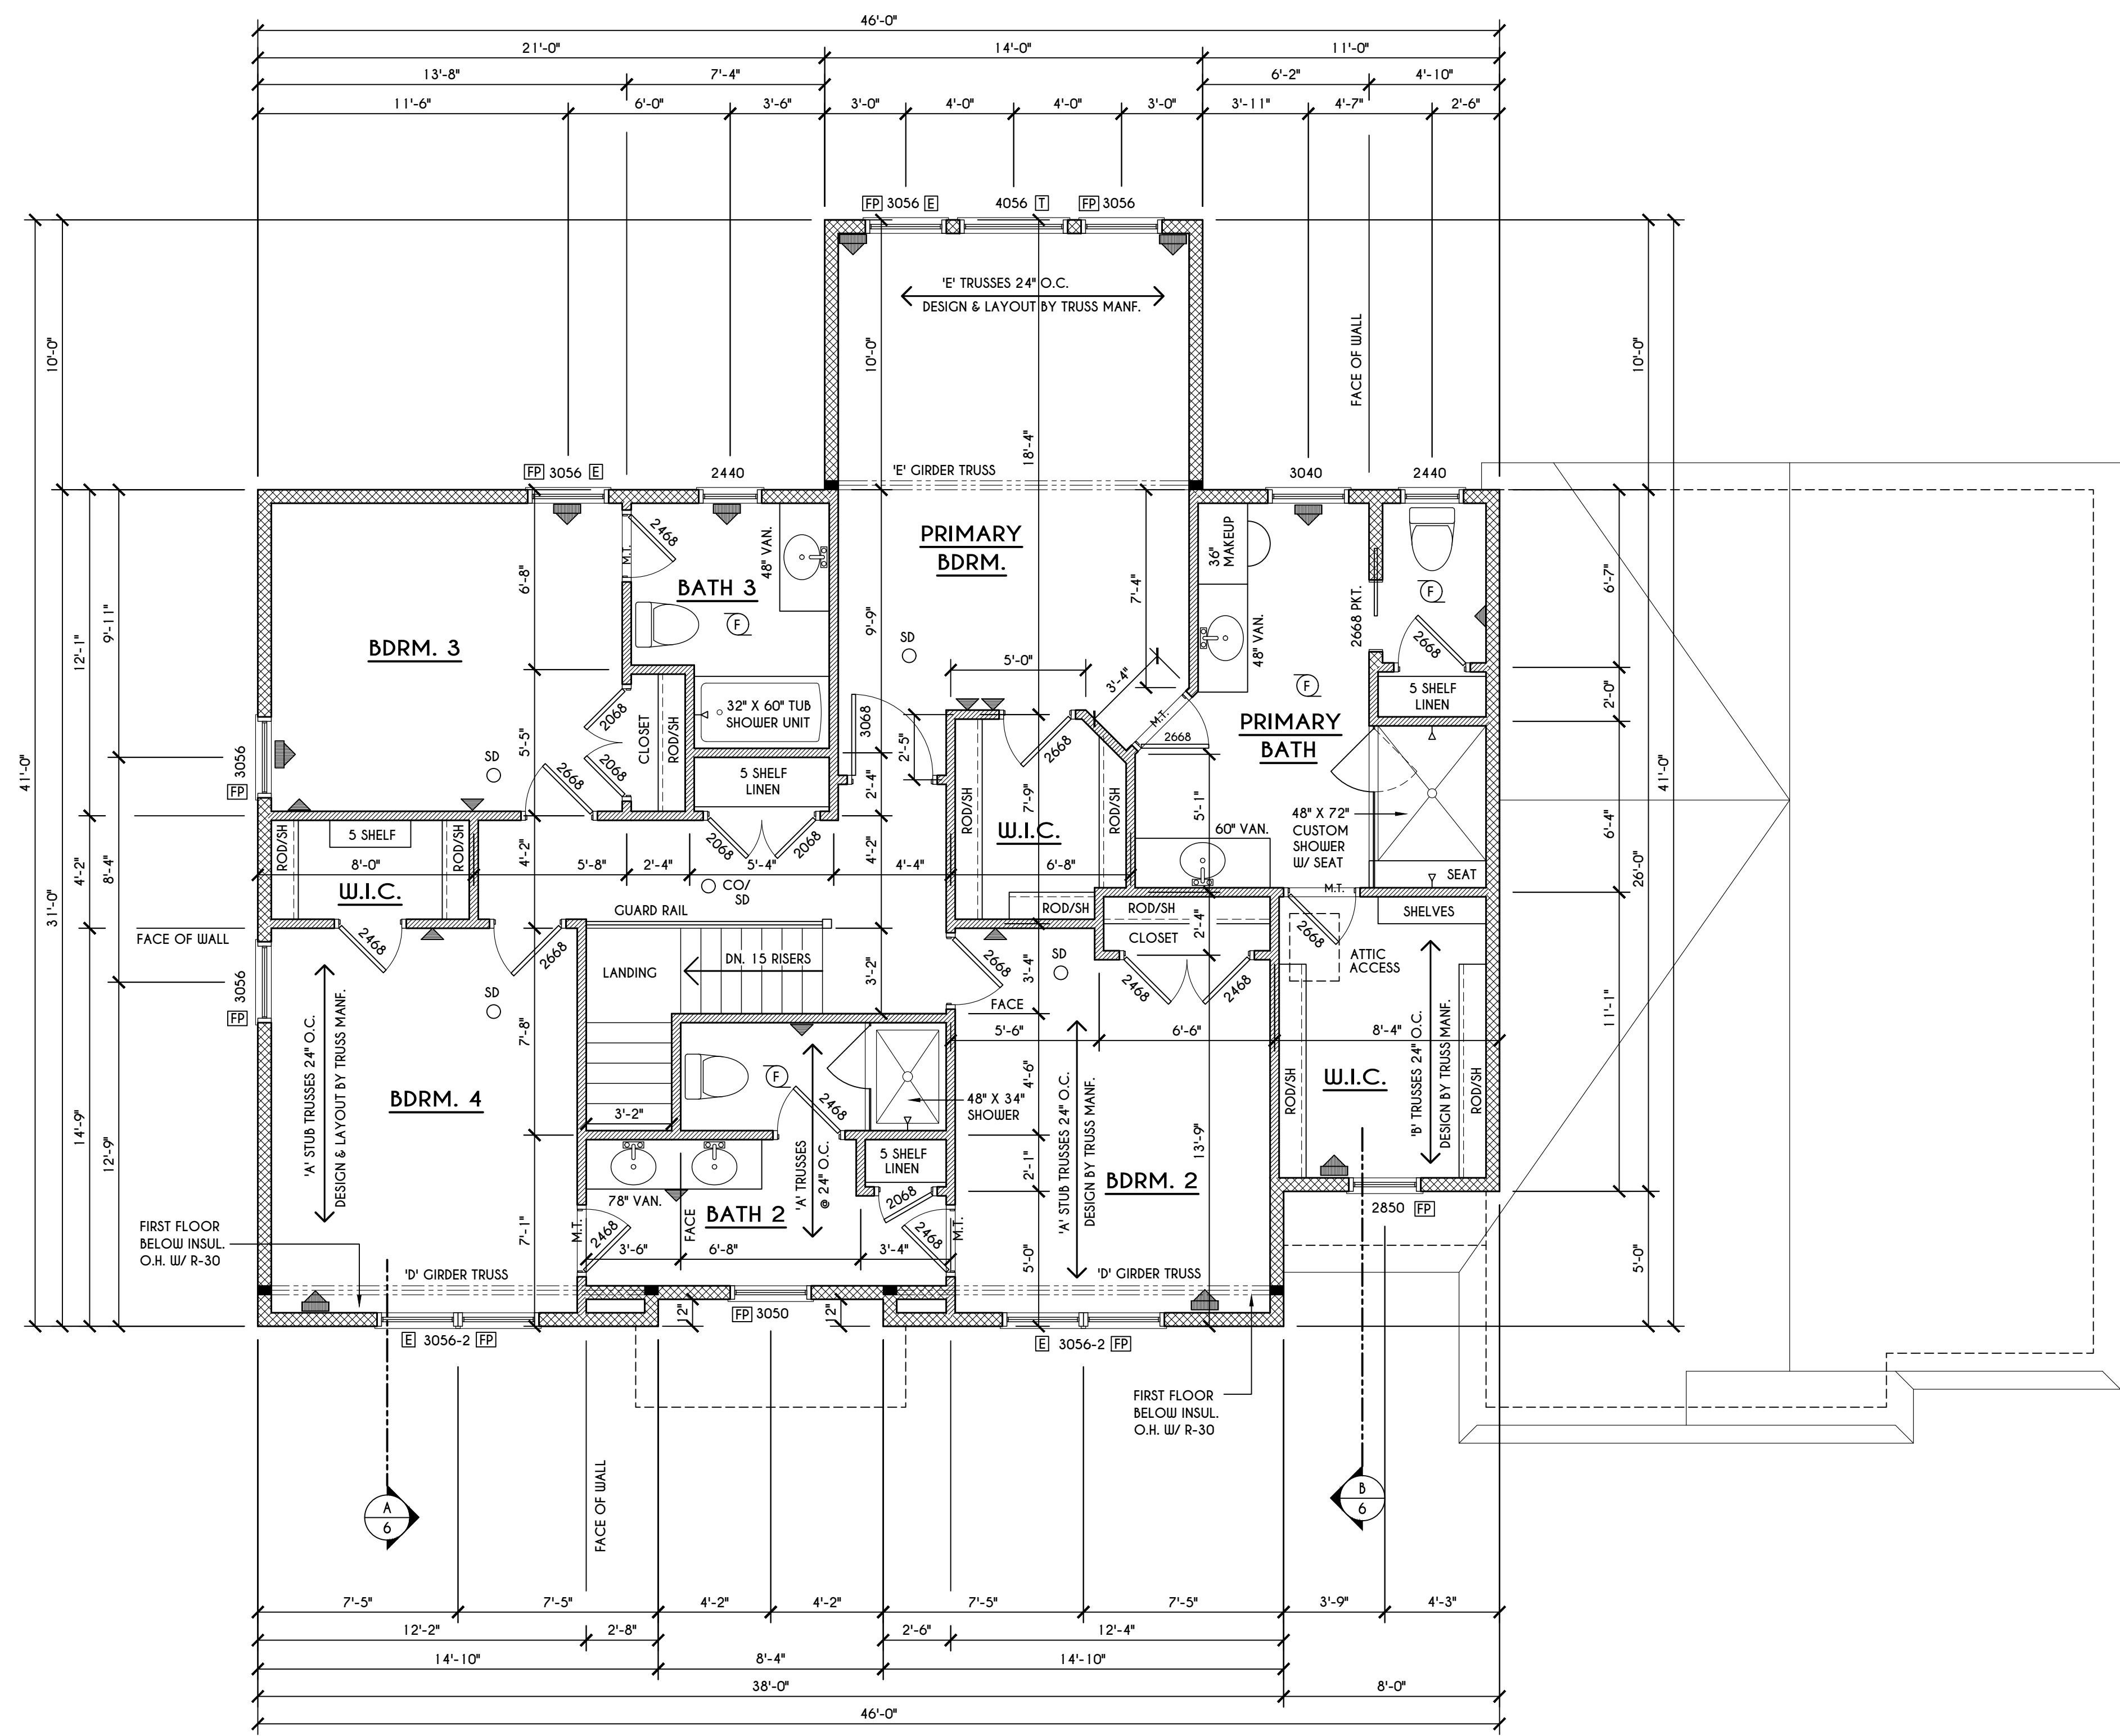 46'-0"
21'-0" 14'-0" 11'-0"
13'-8" 7'-4" 6'-2" 4'-10"
11'-6" 6'-0" 3'-6" 3'-0" 4'-0" 4'-0" 3'-0" 3'-11" 4'-7" 2'-6"
FP 3056 E 4056 T FP 3056
'E' TRUSSES 24" O.C.
DESIGN & LAYOUT BY TRUSS MANF.
FACE OF WALL
10'-0"
10'-0"
10'-0"
18'-4"
'E' GIRDER TRUSS
FP 3056 E 2440 3040 2440
PRIMARY
BDRM.
BDRM. 3
BATH 3
2468
M.T.
48" VAN.
F
6'-8"
9'-9"
7'-4"
36"
MAKEUP
48" VAN.
2668 PKT.
F
2668
6'-7"
12'-1"
9'-11"
41'-0"
31'-0"
SD
5'-0"
3'-4"
M.T.
2668
F
PRIMARY
BATH
5 SHELF
LINEN
2'-0"
32" X 60" TUB
SHOWER UNIT
2068
CLOSET
ROD/SH
2068
5'-5"
SD
2668
3056
FP
3068
2'-5"
2'-4"
5 SHELF
LINEN
2068
2068
2668
ROD/SH
7'-9"
ROD/SH
W.I.C.
5'-1"
60" VAN.
48" X 72"
CUSTOM
SHOWER
W/ SEAT
SEAT
6'-4"
26'-0"
41'-0"
ROD/SH
5 SHELF
ROD/SH
8'-0"
W.I.C.
4'-2"
8'-4"
4'-2"
5'-8" 2'-4" 5'-4" 4'-2" 4'-4" 6'-8"
CO/
SD
GUARD RAIL
ROD/SH
ROD/SH
2'-4"
M.T.
SHELVES
CLOSET
FACE OF WALL
2468
2668
LANDING
DN. 15 RISERS
3'-2"
2668
SD
3'-4"
2468
2468
2668
ATTIC
ACCESS
3056
FP
SD
FACE
5'-6" 6'-6" 8'-4"
11'-1"
'A' STUB TRUSSES 24" O.C.
DESIGN & LAYOUT BY TRUSS MANF.
7'-8"
BDRM. 4
3'-2"
F
2468
48" X 34"
SHOWER
4'-6"
'A' STUB TRUSSES 24" O.C.
DESIGN BY TRUSS MANF.
ROD/SH
W.I.C.
'B' TRUSSES 24" O.C.
DESIGN BY TRUSS MANF.
ROD/SH
14'-9"
12'-9"
'A' TRUSSES
@ 24" O.C.
5 SHELF
LINEN
2068
2'-1"
13'-9"
BDRM. 2
78" VAN.
FACE
BATH 2
M.T.
2468
2468
M.T.
7'-1"
3'-6" 6'-8" 3'-4"
5'-0"
5'-0"
2850 FP
FIRST FLOOR
BELOW INSUL.
O.H. W/ R-30
'D' GIRDER TRUSS
'D' GIRDER TRUSS
12"
FP 3050
12"
E 3056-2 FP
E 3056-2 FP
FIRST FLOOR
BELOW INSUL.
O.H. W/ R-30
FACE OF WALL
A
6
B
6
7'-5" 7'-5" 4'-2" 4'-2" 7'-5" 7'-5" 3'-9" 4'-3"
12'-2" 2'-8" 2'-6" 12'-4"
14'-10" 8'-4" 14'-10"
38'-0" 8'-0"
46'-0"